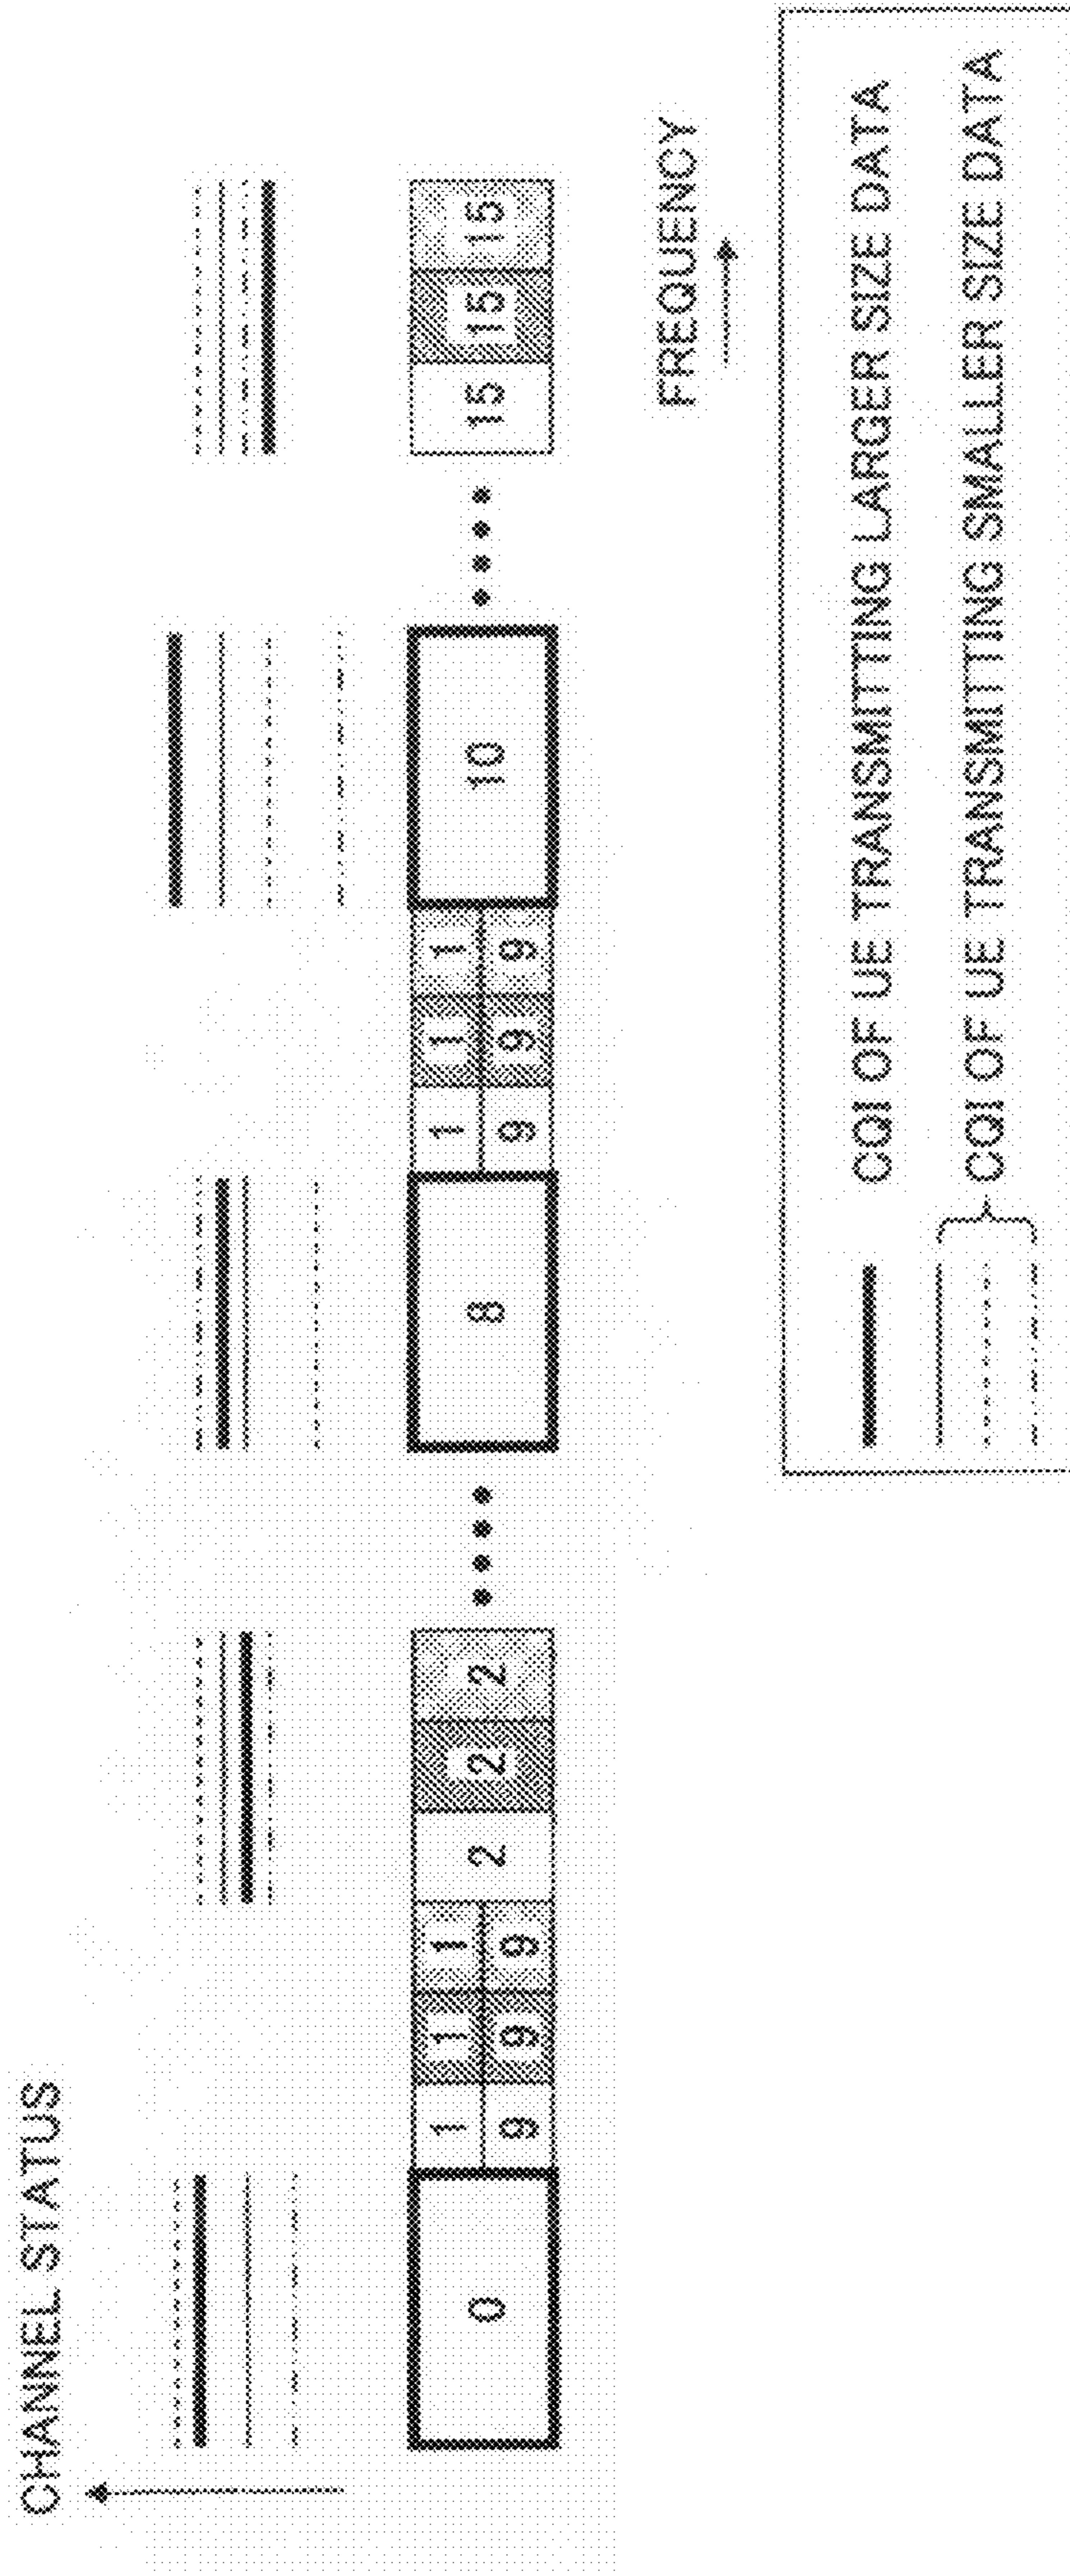 CHANNEL STATUS
0 1 1 1 2 2 2 8 1 1 1 10 15 15 15
9 9 9 9 9 9
FREQUENCY
CQI OF UE TRANSMITTING LARGER SIZE DATA
CQI OF UE TRANSMITTING SMALLER SIZE DATA